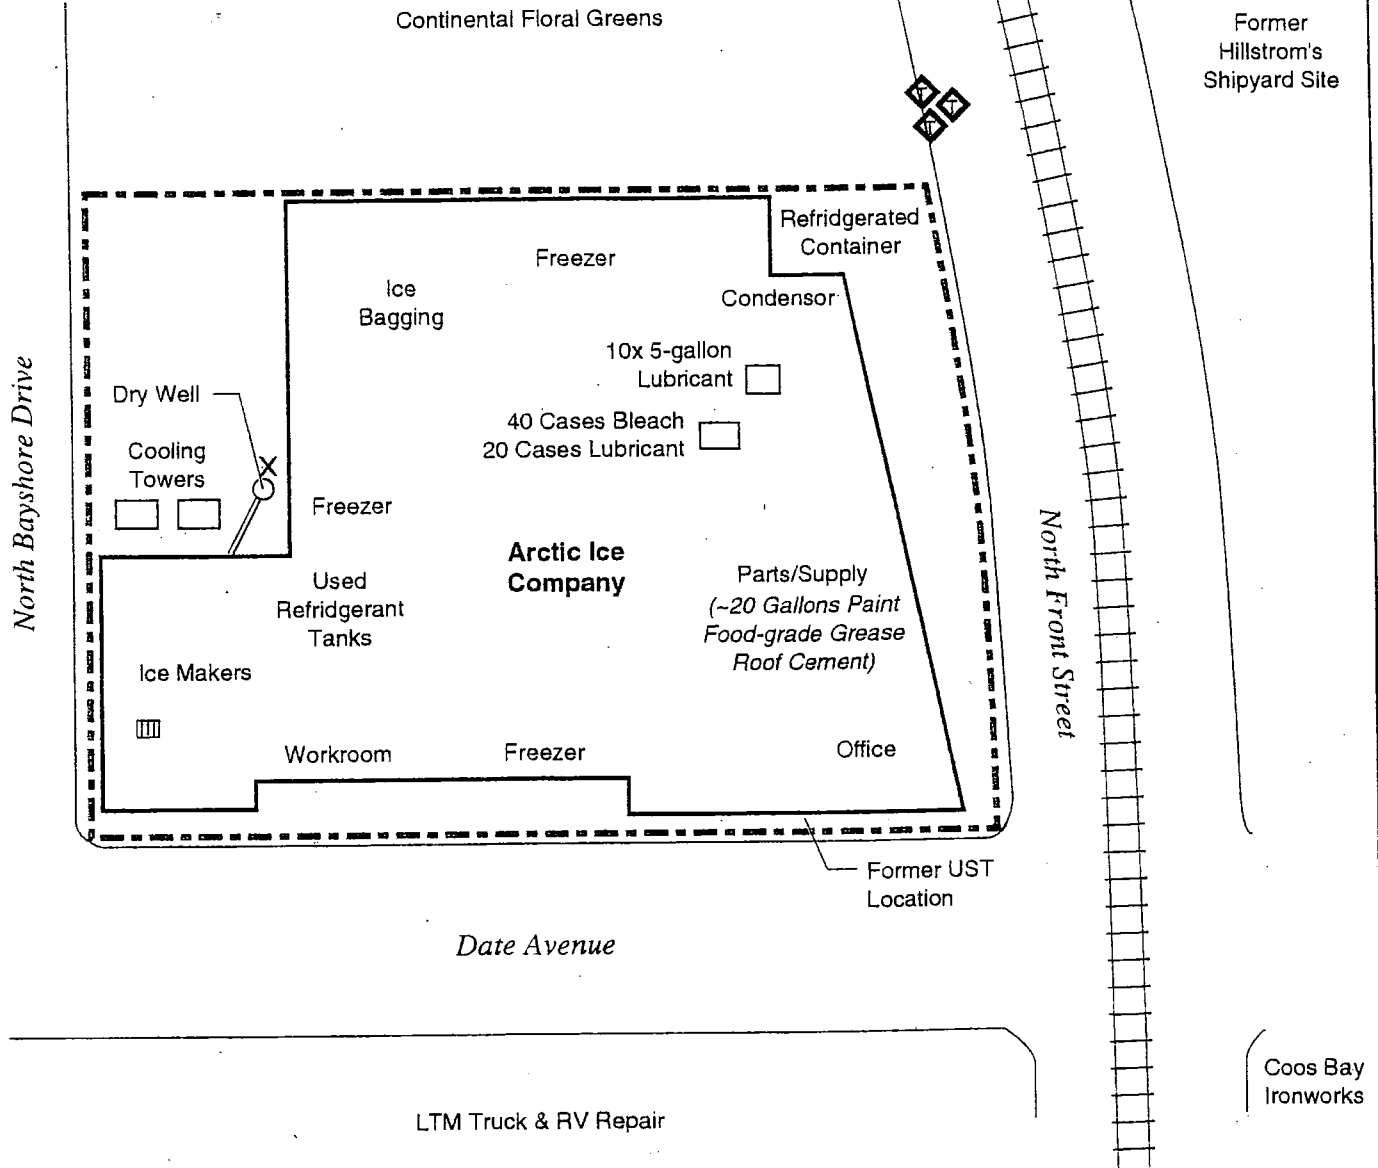 Continental Floral Greens
Former
Hillstrom's
Shipyard Site
T
T
T
Refridgerated
Container
Freezer
Ice
Bagging
Condensor
10x 5-gallon
Lubricant
Dry Well
40 Cases Bleach
20 Cases Lubricant
Cooling
Towers
X
Freezer
North Bayshore Drive
Arctic Ice
Company
North Front Street
Used
Refridgerant
Tanks
Parts/Supply
(~20 Gallons Paint
Food-grade Grease
Roof Cement)
Ice Makers
Workroom
Freezer
Office
Former UST
Location
Date Avenue
Coos Bay
Ironworks
LTM Truck & RV Repair